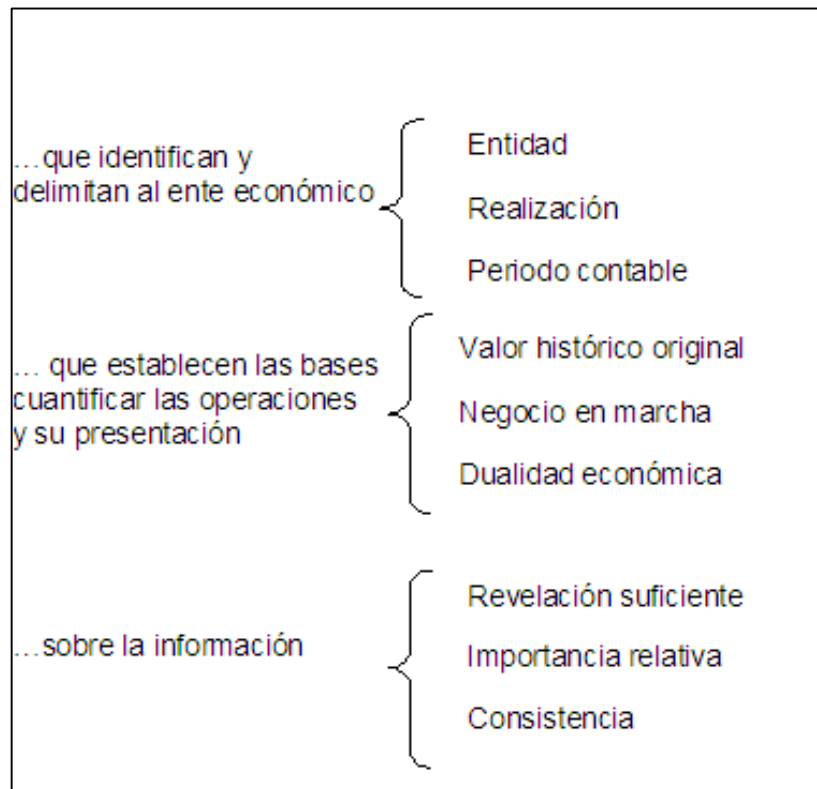 ...que identifican y
delimitan al ente económico
Entidad
Realización
Periodo contable
... que establecen las bases
cuantificar las operaciones
y su presentación
Valor histórico original
Negocio en marcha
Dualidad económica
...sobre la información
Revelación suficiente
Importancia relativa
Consistencia